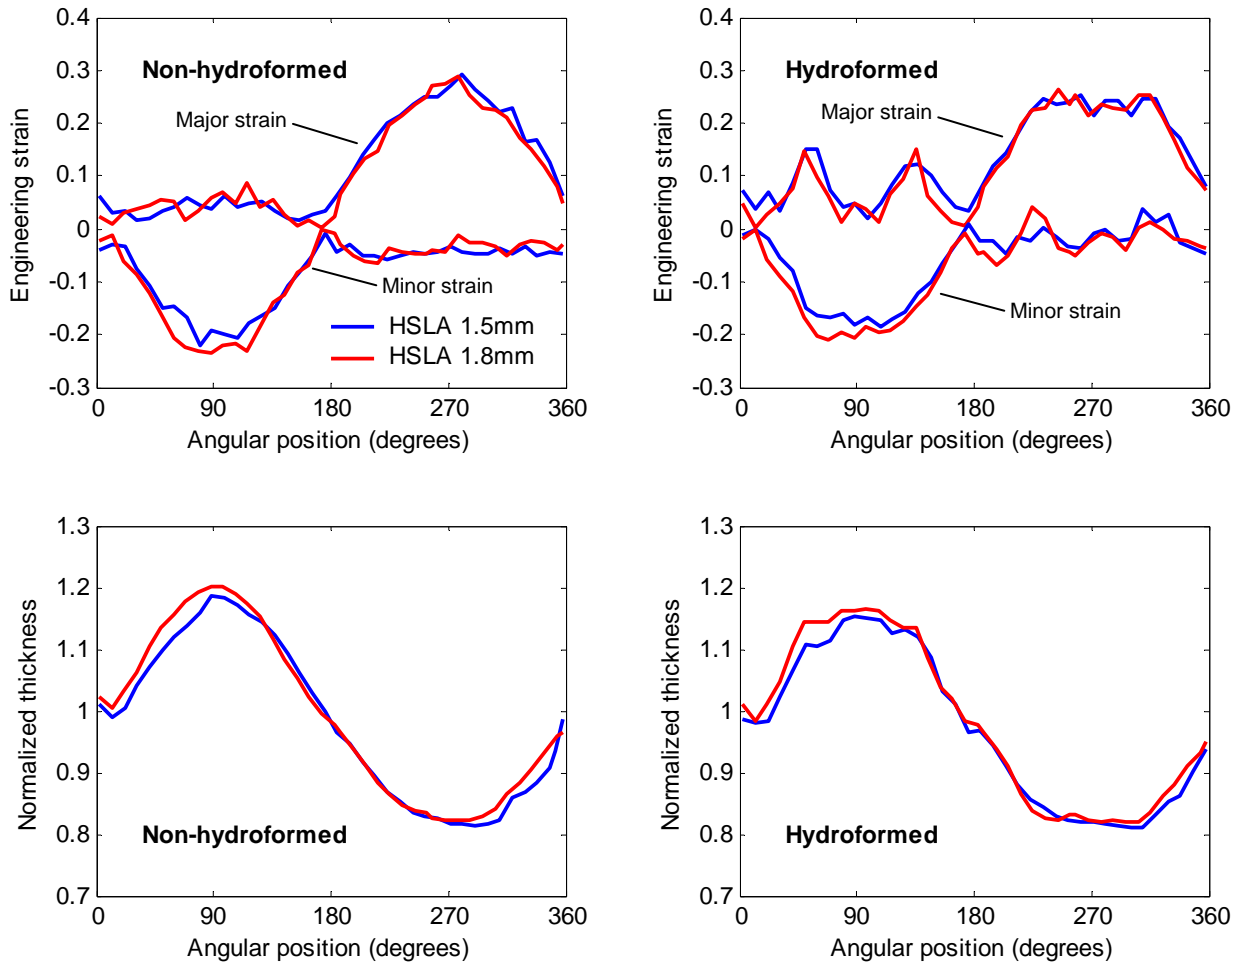 0.4
0.3
0.2
0.1
0
-0.1
-0.2
-0.3
Engineering strain
Non-hydroformed
Major strain
Minor strain
HSLA 1.5mm
HSLA 1.8mm
0 90 180 270 360
Angular position (degrees)
0.4
0.3
0.2
0.1
0
-0.1
-0.2
-0.3
Engineering strain
Hydroformed
Major strain
Minor strain
0 90 180 270 360
Angular position (degrees)
1.3
1.2
1.1
1
0.9
0.8
0.7
Normalized thickness
Non-hydroformed
0 90 180 270 360
Angular position (degrees)
1.3
1.2
1.1
1
0.9
0.8
0.7
Normalized thickness
Hydroformed
0 90 180 270 360
Angular position (degrees)